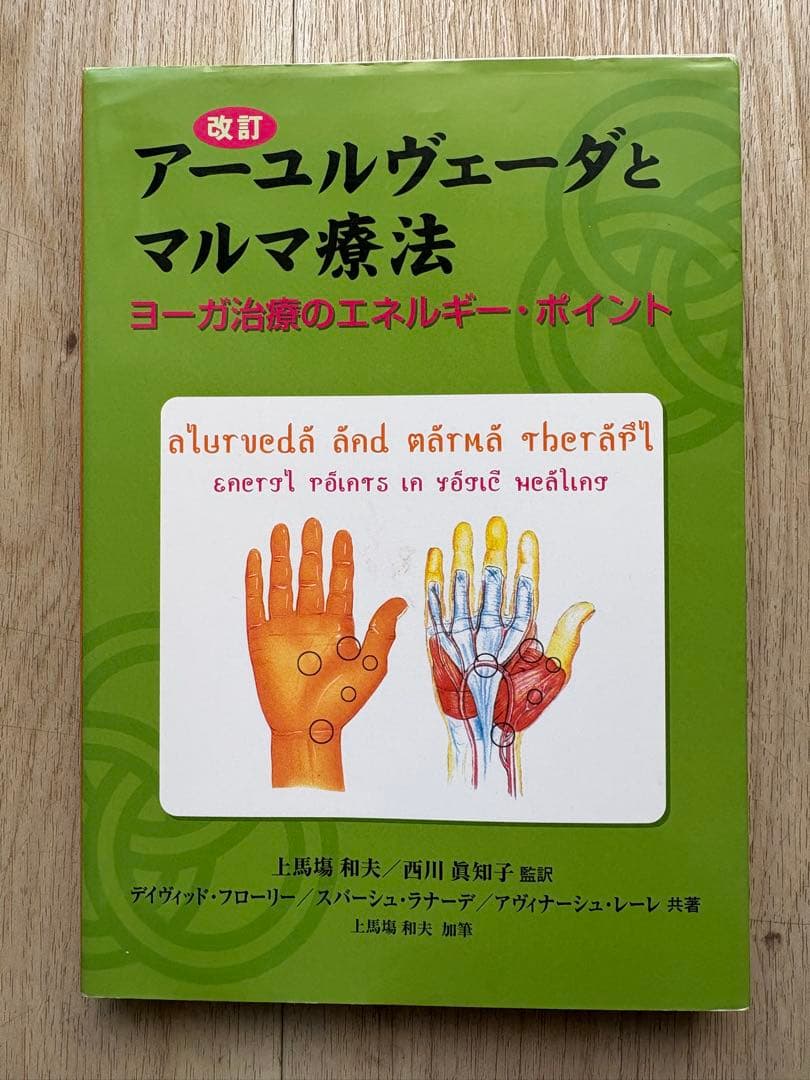 改訂
アーユルヴェーダと
マルマ療法
ヨーガ治療のエネルギー・ポイント
ayurveda and marma therapy
energy points in yogic healing
上馬塲 和夫／西川 眞知子 監訳
デイヴィッド・フローリー／スバーシュ・ラナーデ／アヴィナーシュ・レーレ 共著
上馬塲 和夫 加筆